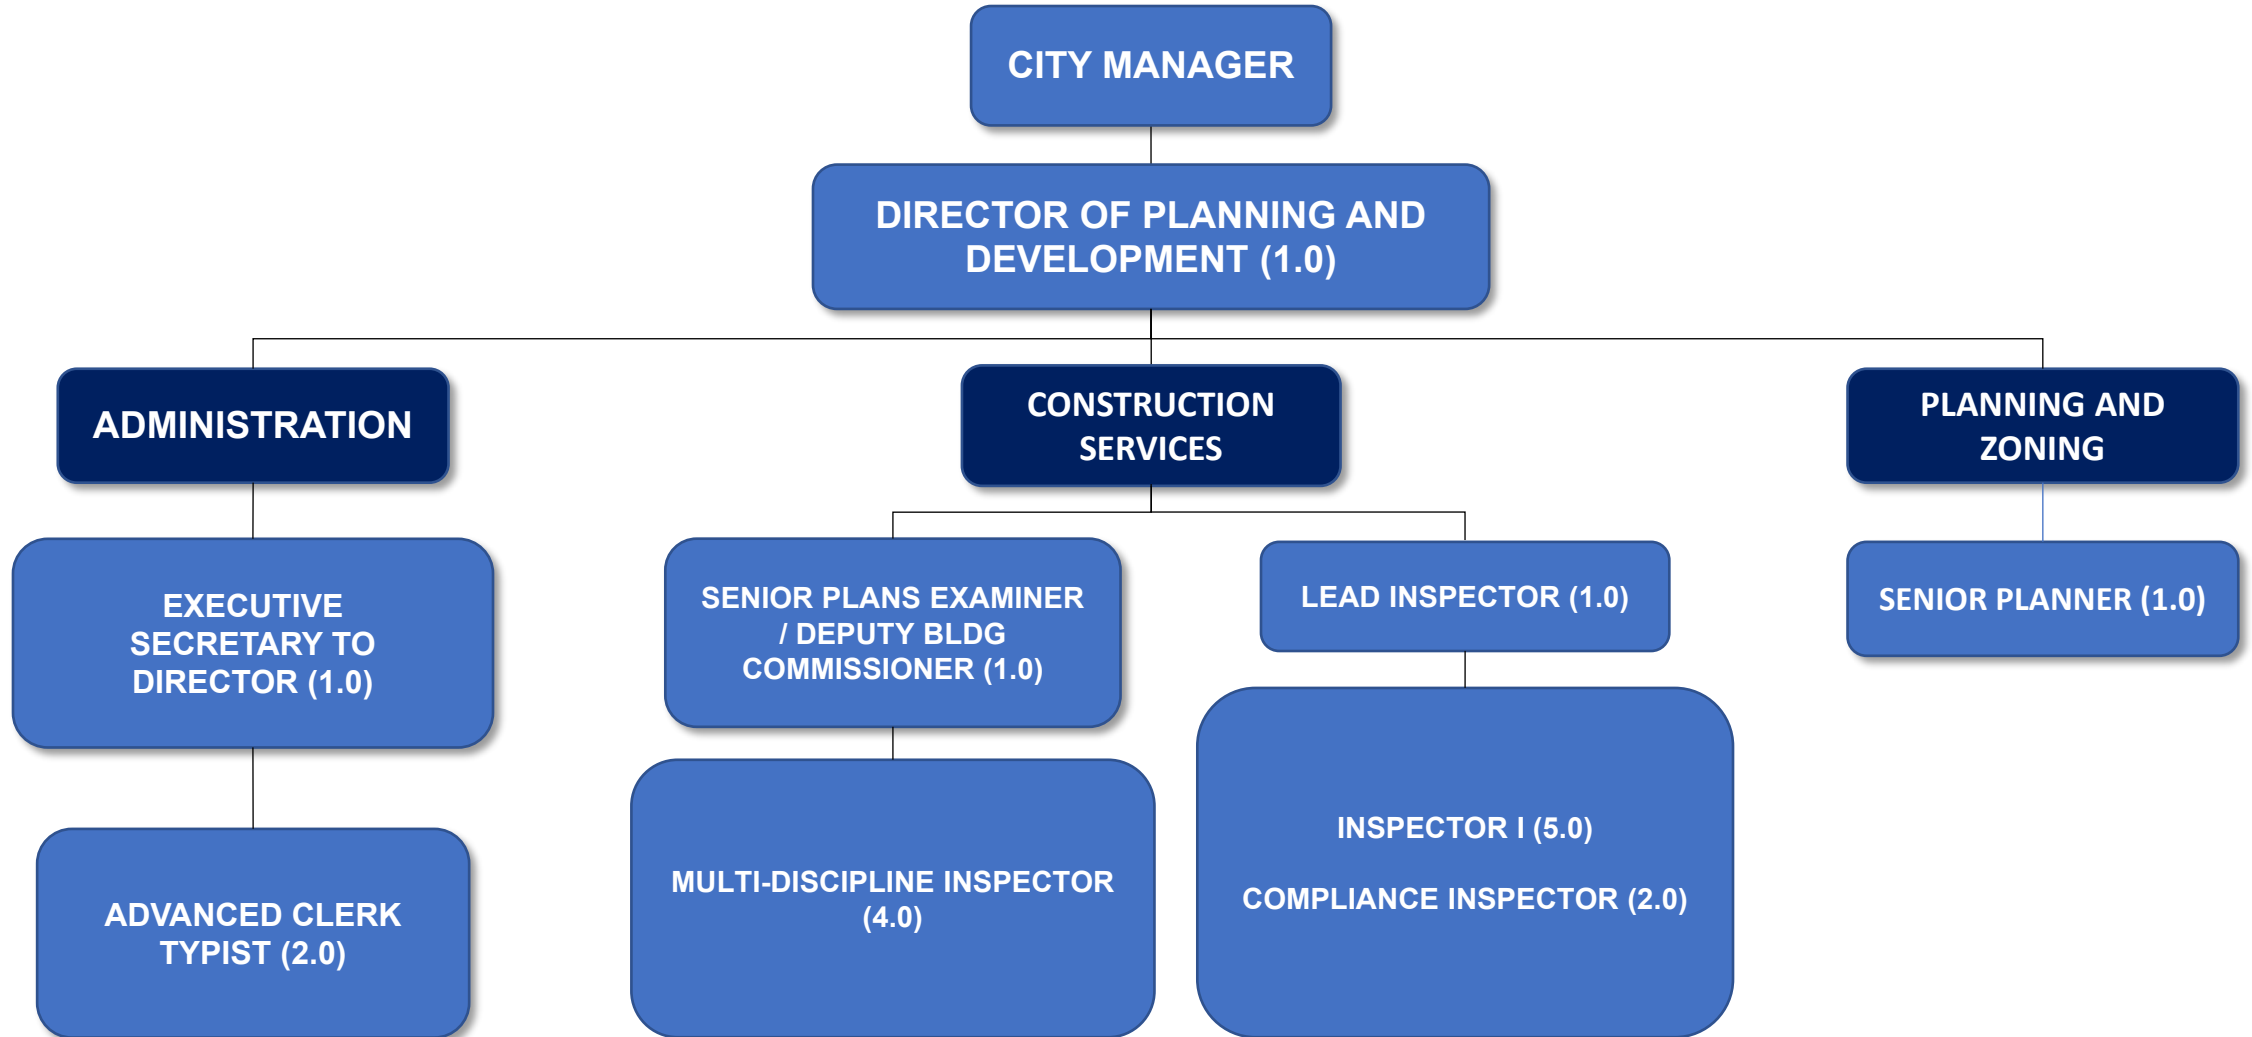 CITY MANAGER
DIRECTOR OF PLANNING AND
DEVELOPMENT (1.0)
ADMINISTRATION
CONSTRUCTION
SERVICES
PLANNING AND
ZONING
EXECUTIVE
SECRETARY TO
DIRECTOR (1.0)
SENIOR PLANS EXAMINER
/ DEPUTY BLDG
COMMISSIONER (1.0)
LEAD INSPECTOR (1.0)
SENIOR PLANNER (1.0)
ADVANCED CLERK
TYPIST (2.0)
MULTI-DISCIPLINE INSPECTOR
(4.0)
INSPECTOR I (5.0)
COMPLIANCE INSPECTOR (2.0)